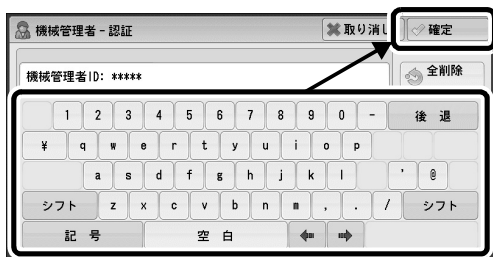 機械管理者 - 認証
取り消し
確定
機械管理者ID: *****
全削除
1 2 3 4 5 6 7 8 9 0 - 後 退
¥ q w e r t y u i o p
a s d f g h j k l ' @
シフト z x c v b n m , . / シフト
記 号 空 白